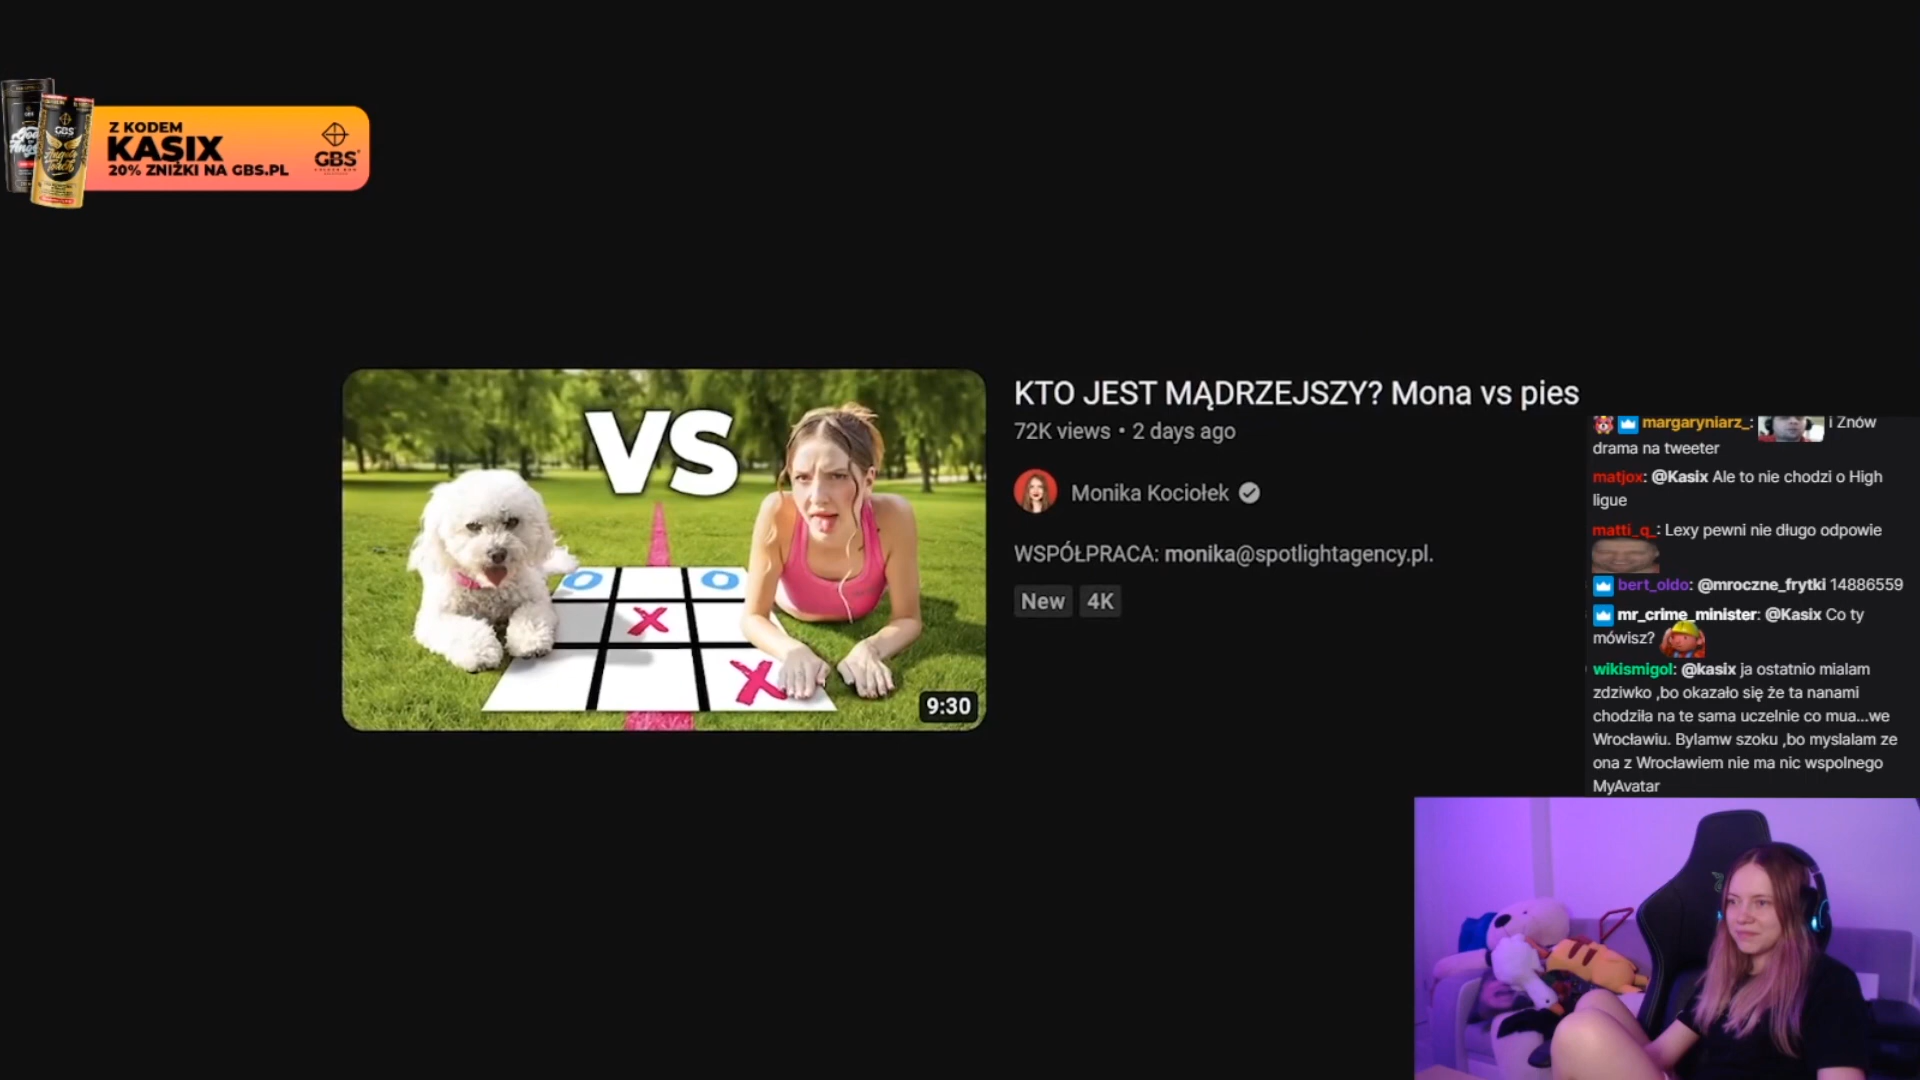 Z KODEM
KASIX
20% ZNIŻKI NA GBS.PL
GBS
GBS
VS
9:30
KTO JEST MĄDRZEJSZY? Mona vs pies
72K views • 2 days ago
Monika Kociołek
WSPÓŁPRACA: monika@spotlightagency.pl.
New 4K
margaryniarz_: i Znów
drama na tweeter
matjox: @Kasix Ale to nie chodzi o High
ligue
matti_q_: Lexy pewni nie długo odpowie
bert_oldo: @mroczne_frytki 14886559
mr_crime_minister: @Kasix Co ty
mówisz?
wikismigol: @kasix ja ostatnio mialam
zdziwko ,bo okazało się że ta nanami
chodziła na te sama uczelnie co mua...we
Wrocławiu. Bylamw szoku ,bo myslalam ze
ona z Wrocławiem nie ma nic wspolnego
MyAvatar